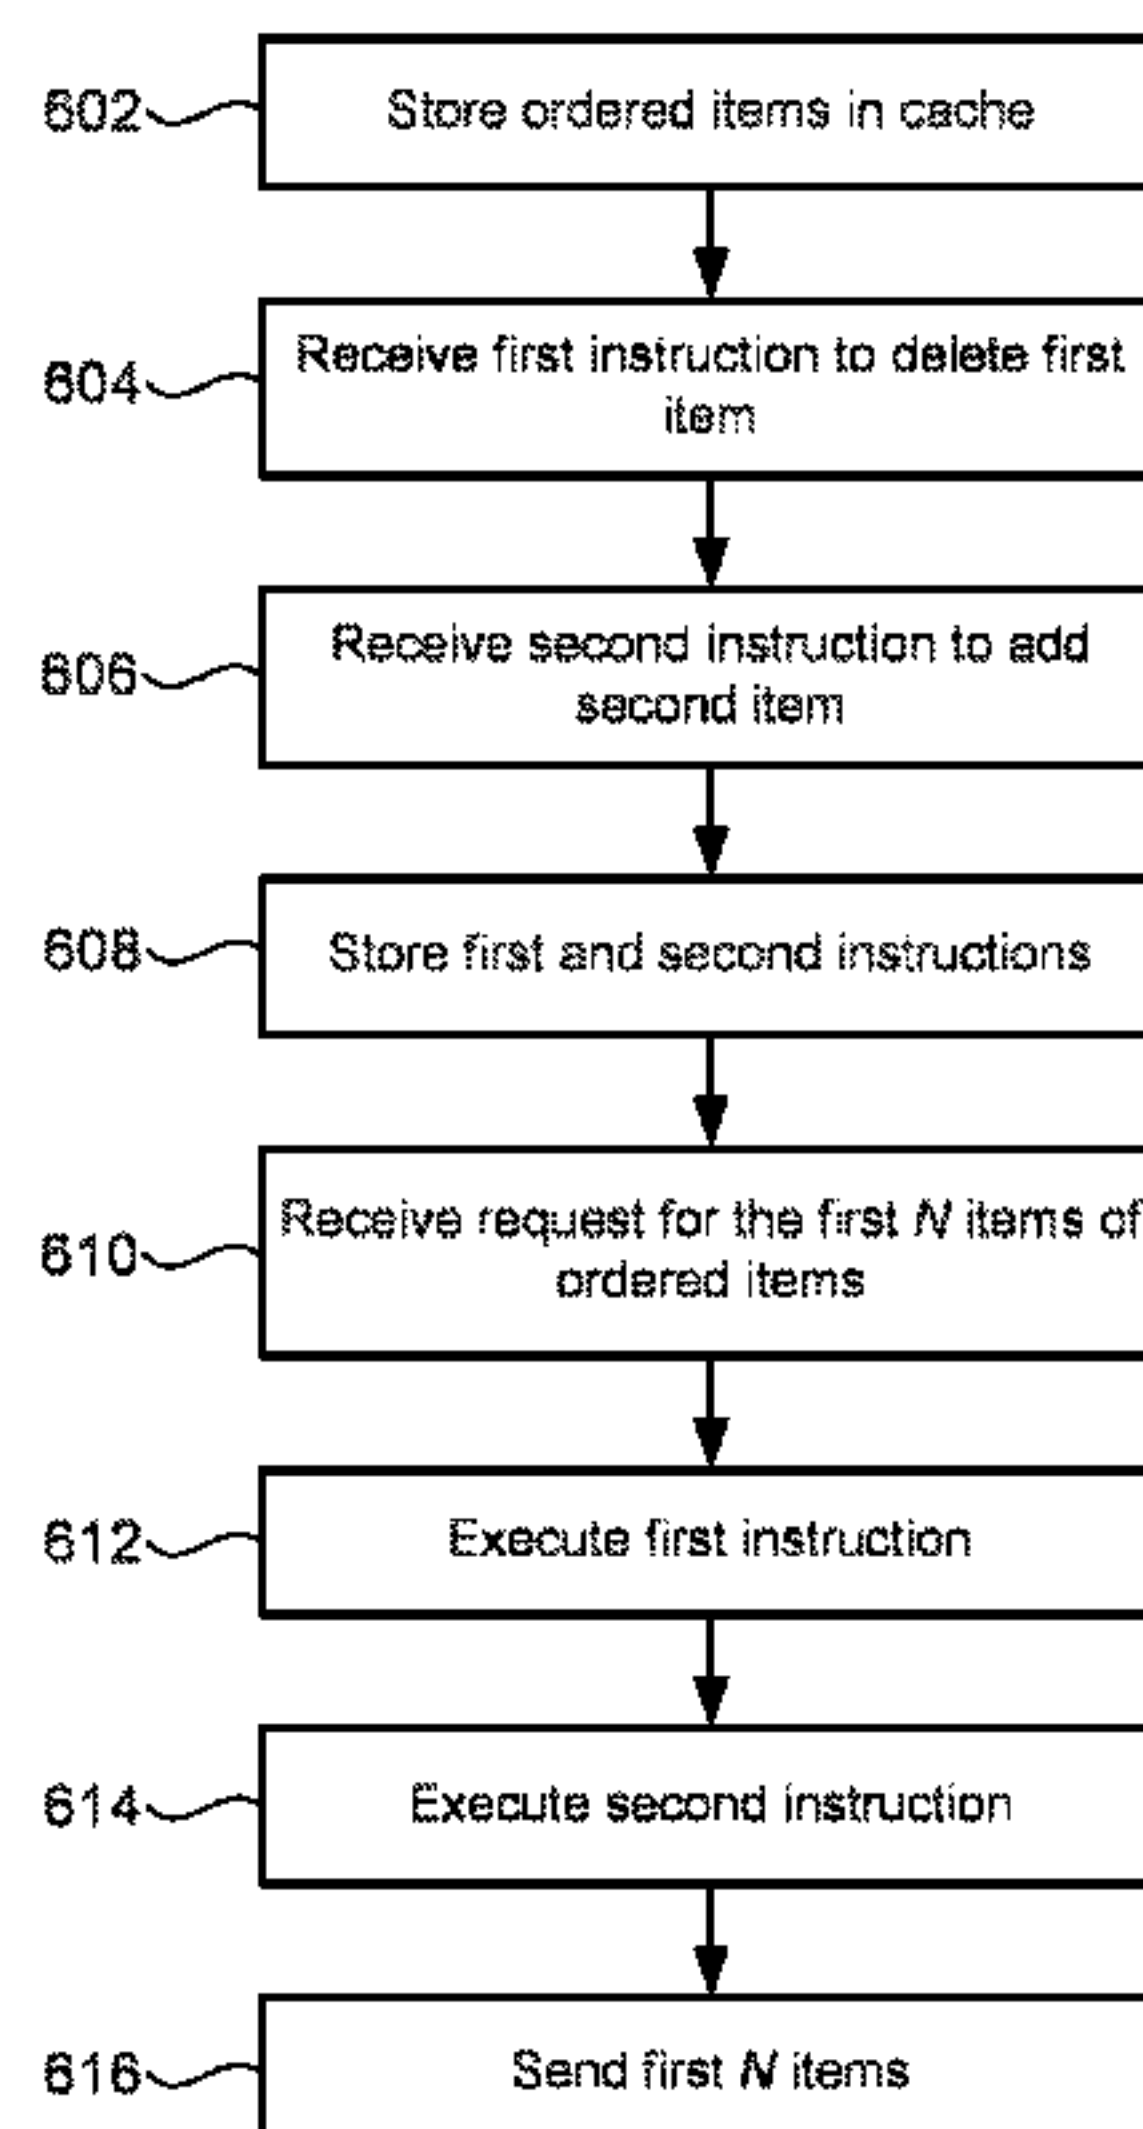 602
Store ordered items in cache
604
Receive first instruction to delete first
item
606
Receive second instruction to add
second item
608
Store first and second instructions
610
Receive request for the first N items of
ordered items
612
Execute first instruction
614
Execute second instruction
616
Send first N items